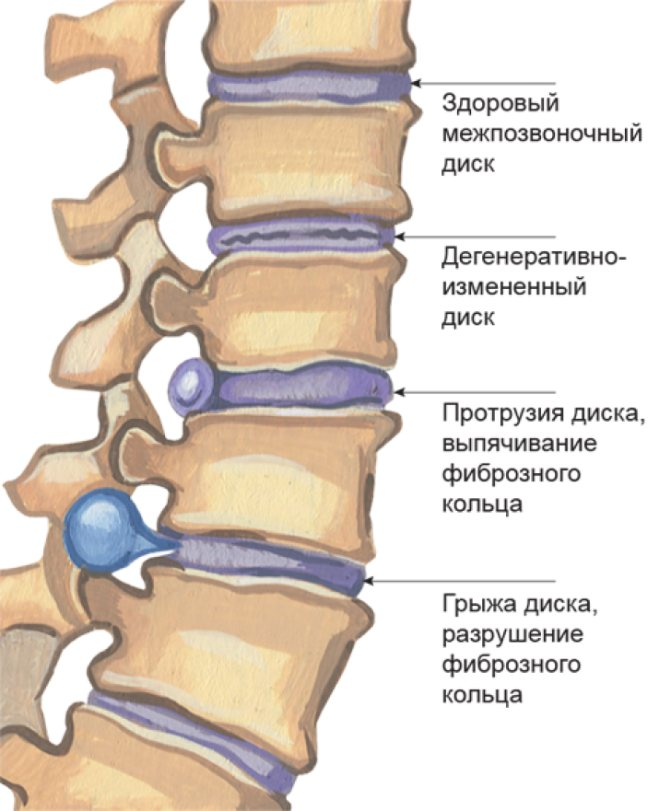 Здоровый
межпозвоночный
диск
Дегенеративно-
измененный
диск
Протрузия диска,
выпячивание
фиброзного
кольца
Грыжа диска,
разрушение
фиброзного
кольца